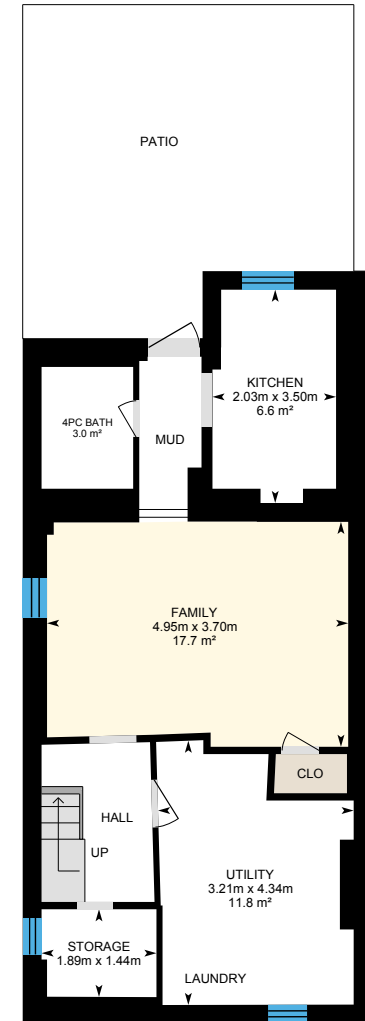 PATIO
KITCHEN
2.03m x 3.50m
6.6 m²
4PC BATH
3.0 m²
MUD
FAMILY
4.95m x 3.70m
17.7 m²
CLO
HALL
UP
UTILITY
3.21m x 4.34m
11.8 m²
STORAGE
1.89m x 1.44m
LAUNDRY